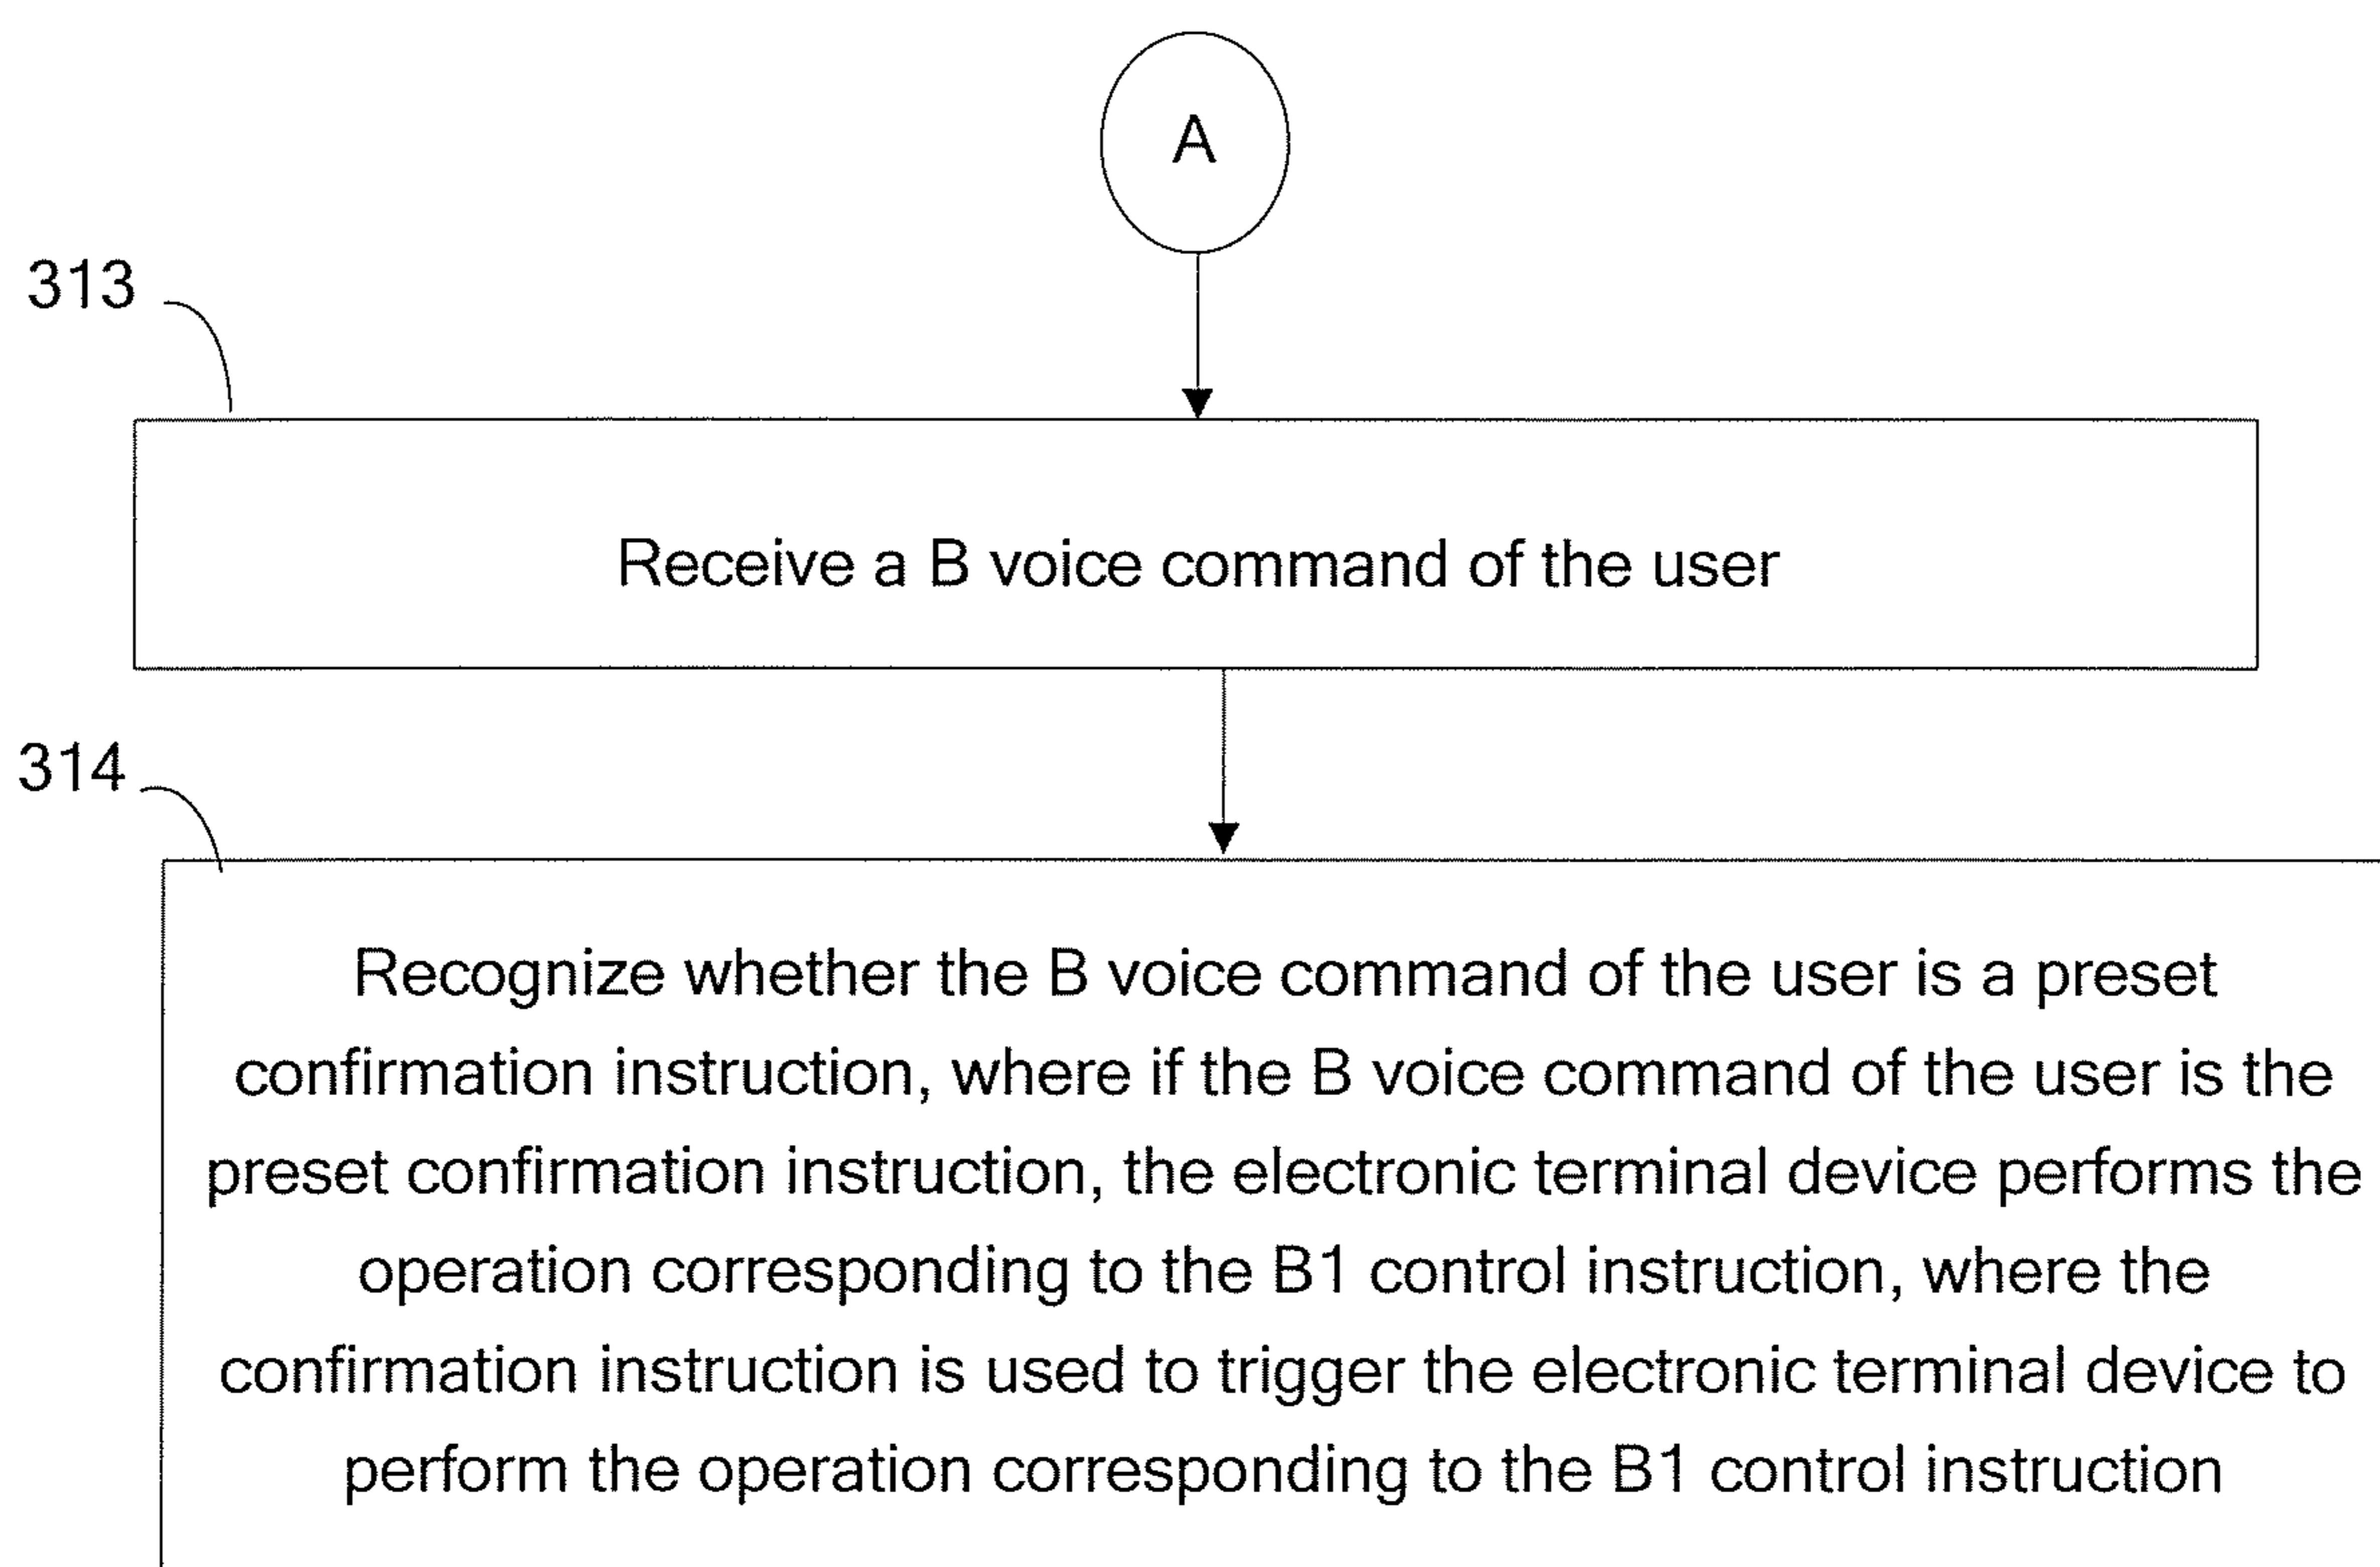 A
313
Receive a B voice command of the user
314
Recognize whether the B voice command of the user is a preset
confirmation instruction, where if the B voice command of the user is the
preset confirmation instruction, the electronic terminal device performs the
operation corresponding to the B1 control instruction, where the
confirmation instruction is used to trigger the electronic terminal device to
perform the operation corresponding to the B1 control instruction